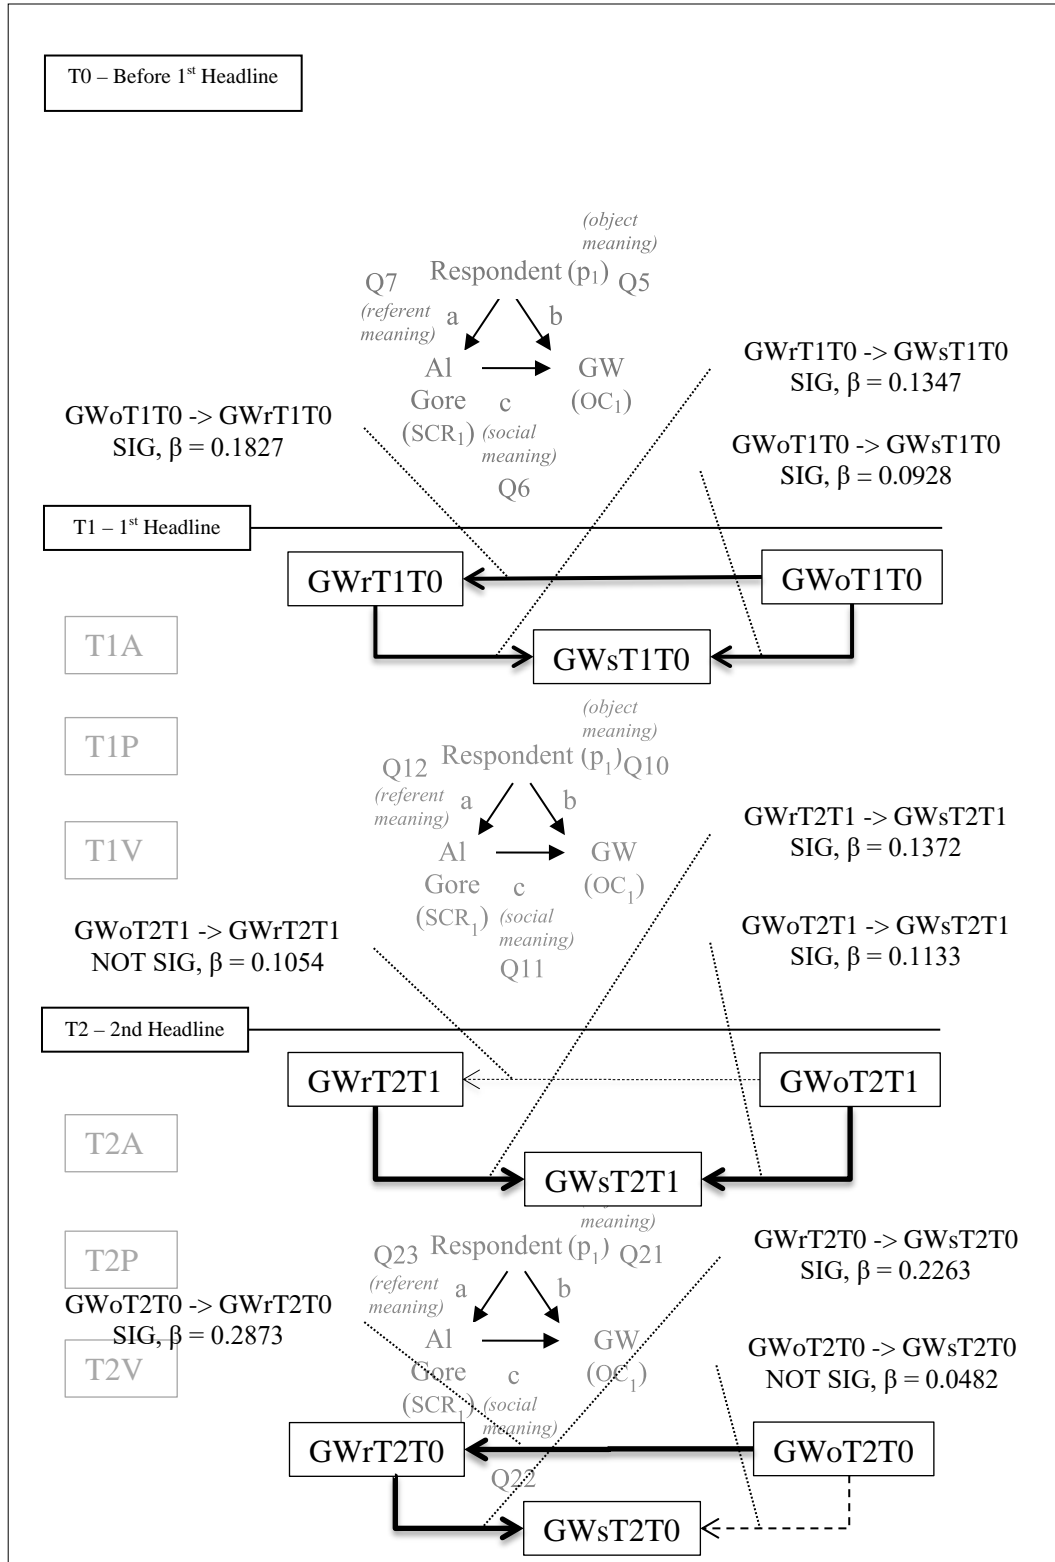 T0 – Before 1st Headline
(object
meaning)
Respondent (p1) Q5
Q7
(referent
meaning)
a
b
Al
Gore
(SCR1)
GW
(OC1)
c
(social
meaning)
Q6
GWrT1T0 -> GWsT1T0
SIG, β = 0.1347
GWoT1T0 -> GWrT1T0
SIG, β = 0.1827
GWoT1T0 -> GWsT1T0
SIG, β = 0.0928
T1 – 1st Headline
GWrT1T0
GWoT1T0
GWsT1T0
T1A
T1P
T1V
(object
meaning)
Respondent (p1) Q10
Q12
(referent
meaning)
a
b
Al
Gore
(SCR1)
GW
(OC1)
c
(social
meaning)
Q11
GWrT2T1 -> GWsT2T1
SIG, β = 0.1372
GWoT2T1 -> GWrT2T1
NOT SIG, β = 0.1054
GWoT2T1 -> GWsT2T1
SIG, β = 0.1133
T2 – 2nd Headline
GWrT2T1
GWoT2T1
GWsT2T1
T2A
T2P
T2V
meaning)
Respondent (p1) Q21
Q23
(referent
meaning)
a
b
Al
Gore
(SCR1)
GW
(OC1)
c
(social
meaning)
Q22
GWrT2T0 -> GWsT2T0
SIG, β = 0.2263
GWoT2T0 -> GWrT2T0
SIG, β = 0.2873
GWoT2T0 -> GWsT2T0
NOT SIG, β = 0.0482
GWrT2T0
GWoT2T0
GWsT2T0